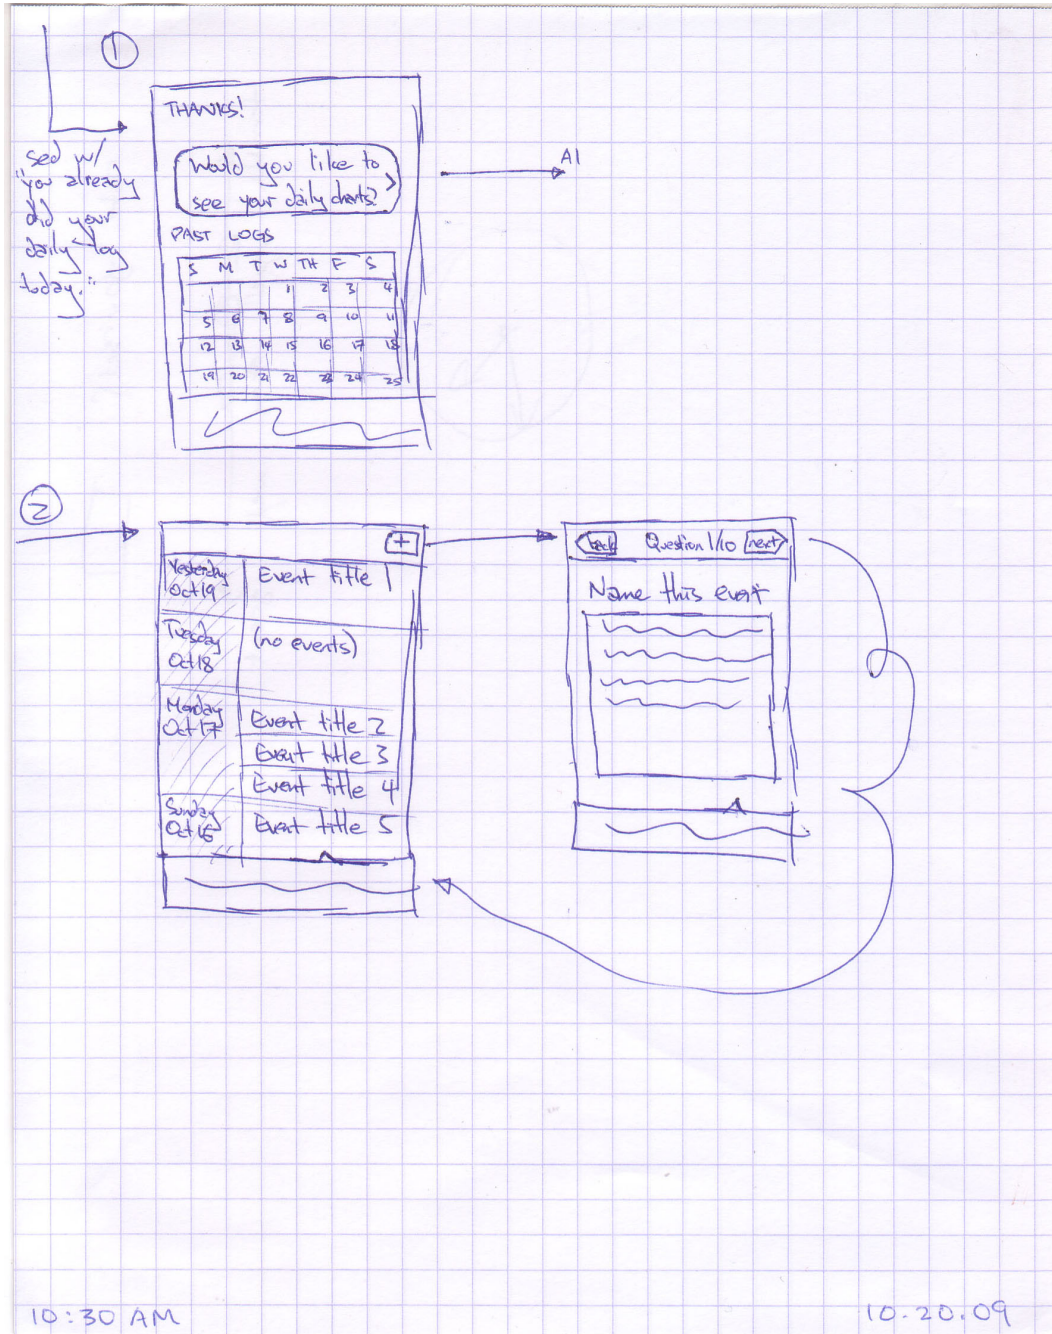 1
THANKS!
Would you like to
see your daily charts? >
A1
sed w/
"you already
did your
daily log
today."
PAST LOGS
S M T W TH F S
1 2 3 4
5 6 7 8 9 10 11
12 13 14 15 16 17 18
19 20 21 22 23 24 25
2
+
Yesterday
Oct 19
Event title 1
Tuesday
Oct 18
(no events)
Monday
Oct 17
Event title 2
Event title 3
Event title 4
Sunday
Oct 16
Event title 5
back Question 1/10 next
Name this event
10:30 AM
10.20.09